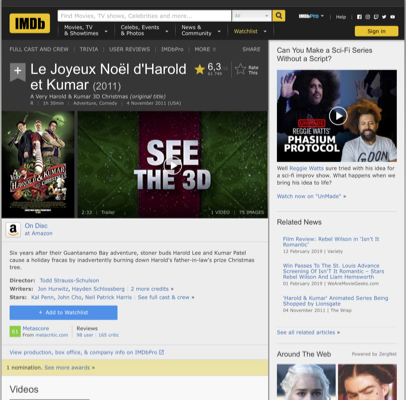 IMDb
Find Movies, TV shows, Celebrities and more...
All
IMDbPro
Help
Movies, TV
& Showtimes
Celebs, Events
& Photos
News &
Community
Watchlist
Sign in
FULL CAST AND CREW | TRIVIA | USER REVIEWS | IMDbPro | MORE
SHARE
Le Joyeux Noël d'Harold
et Kumar (2011)
A Very Harold & Kumar 3D Christmas (original title)
R | 1h 30min | Adventure, Comedy | 4 November 2011 (USA)
6,3
Rate
This
HAROLD & KUMAR
SEE
THE 3D
2:33 | Trailer
1 VIDEO | 75 IMAGES
On Disc
at Amazon
Six years after their Guantanamo Bay adventure, stoner buds Harold Lee and Kumar Patel
cause a holiday fracas by inadvertently burning down Harold's father-in-law's prize Christmas
tree.
Director: Todd Strauss-Schulson
Writers: Jon Hurwitz, Hayden Schlossberg | 2 more credits »
Stars: Kal Penn, John Cho, Neil Patrick Harris | See full cast & crew »
+ Add to Watchlist
61
Metascore
From metacritic.com
Reviews
98 user | 165 critic
View production, box office, & company info on IMDbPro
1 nomination. See more awards »
Videos
Can You Make a Sci-Fi Series
Without a Script?
REGGIE WATTS'
PHASIUM
PROTOCOL
Well Reggie Watts sure tried with his idea for
a sci-fi improv show. What happens when we
bring his idea to life?
Watch now on "UnMade" »
Related News
Film Review: Rebel Wilson in 'Isn't It
Romantic'
12 February 2019 | Variety
Win Passes To The St. Louis Advance
Screening Of Isn't It Romantic – Stars
Rebel Wilson And Liam Hemsworth
01 February 2019 | WeAreMovieGeeks.com
'Harold & Kumar' Animated Series Being
Shopped by Lionsgate
04 November 2011 | The Wrap
See all related articles »
Around The Web | Powered by ZergNet